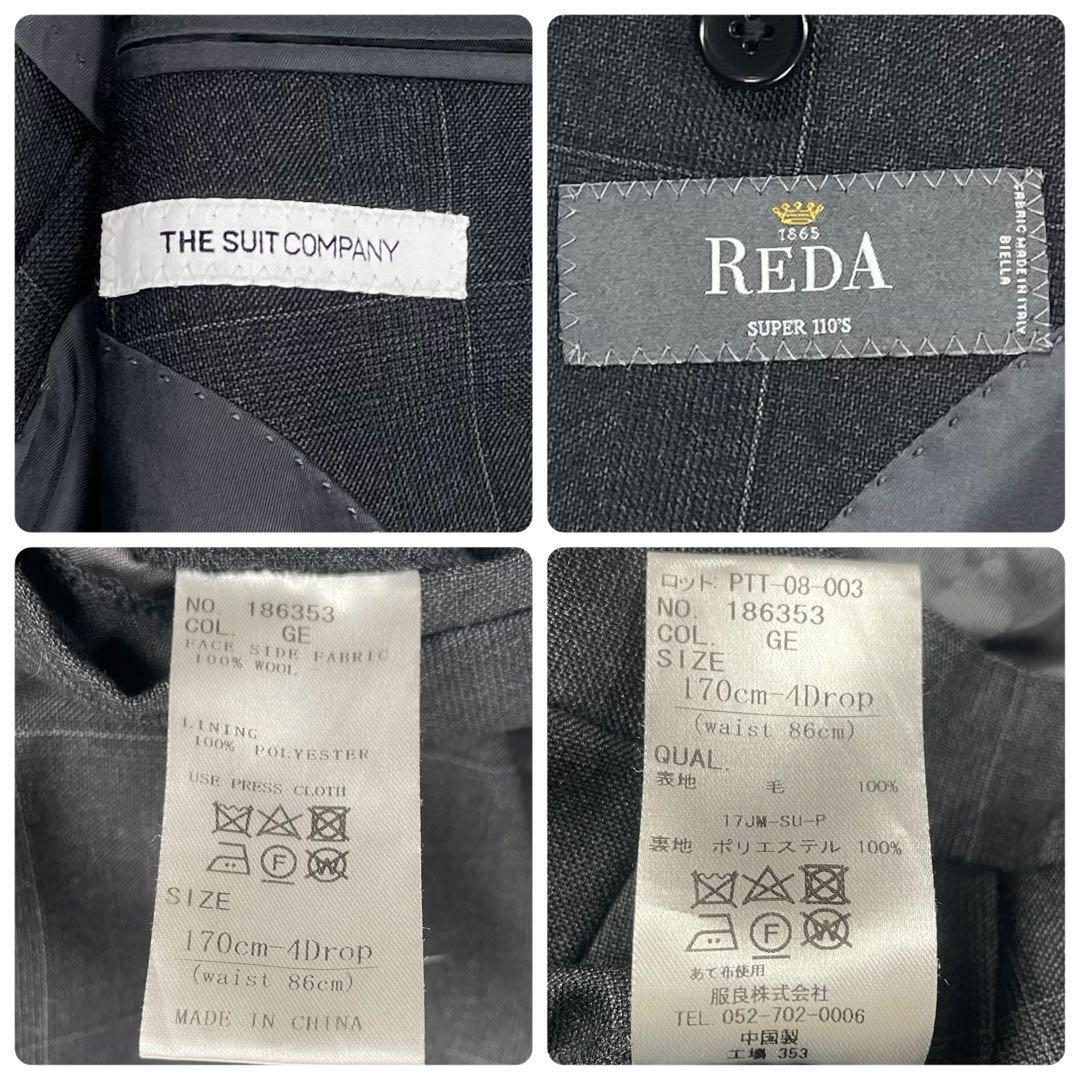 THE SUIT COMPANY
1865
REDA
SUPER 110'S
FABRIC MADE IN ITALY
BIELLA
NO. 186353
COL. GE
FACE SIDE FABRIC
100% WOOL
LINING
100% POLYESTER
USE PRESS CLOTH
F
W
SIZE
170cm-4Drop
(waist 86cm)
MADE IN CHINA
ロット: PTT-08-003
NO. 186353
COL. GE
SIZE
170cm-4Drop
(waist 86cm)
QUAL.
表地 毛 100%
17JM-SU-P
裏地 ポリエステル 100%
F
W
あて布使用
服良株式会社
TEL. 052-702-0006
中国製
工場 353